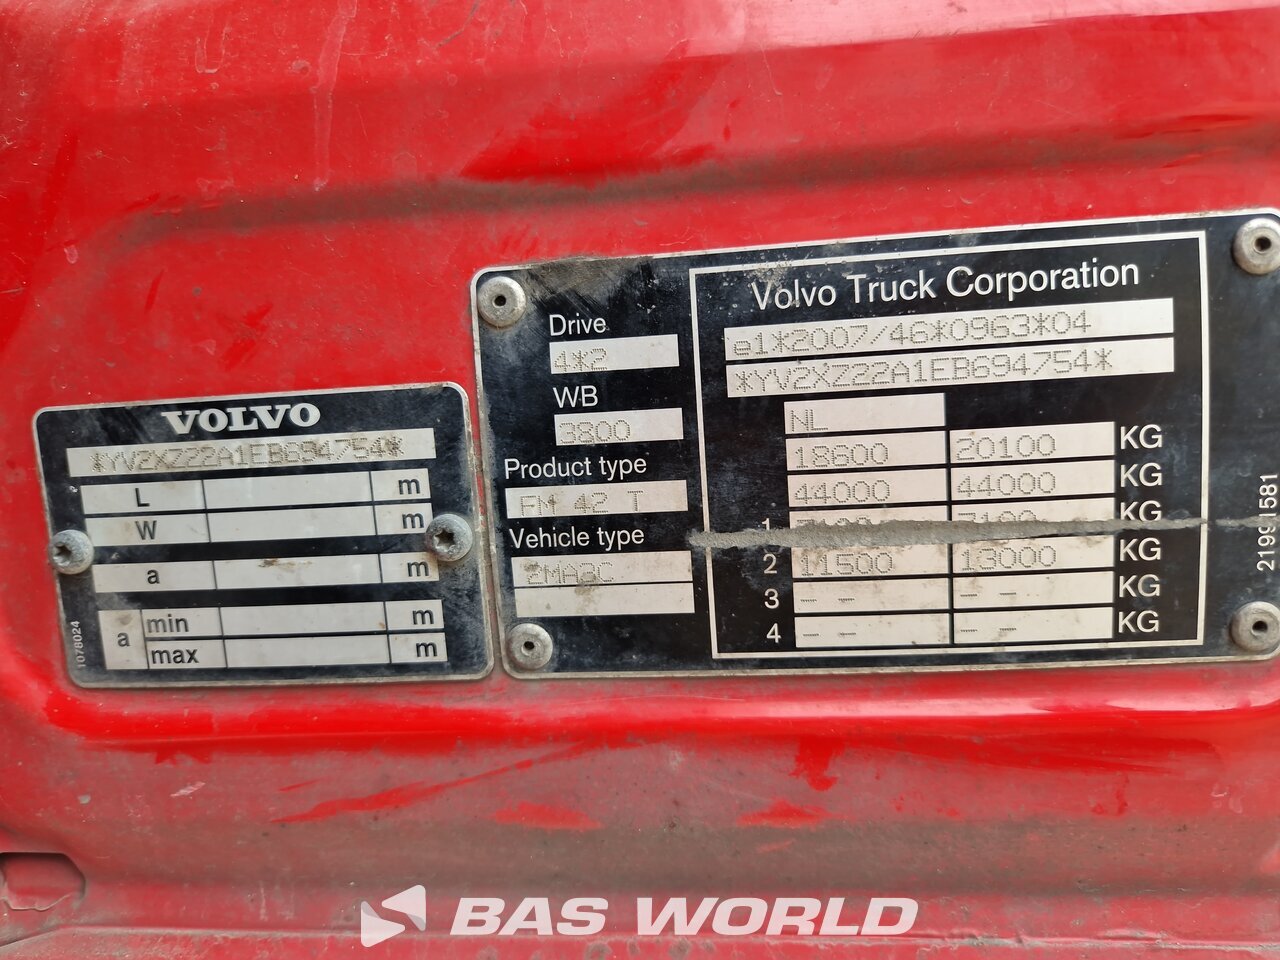 VOLVO
*YV2XZ22A1EB694754*
L m
W m
a m
a min m
max m
1078024
Drive
4*2
WB
3800
Product type
FM 42 T
Vehicle type
2MA3C
Volvo Truck Corporation
e1*2007/46*0963*04
*YV2XZ22A1EB694754*
NL
18600 20100 KG
44000 44000 KG
1 7100 7100 KG
2 11500 13000 KG
3 -- -- KG
4 -- -- KG
21991581
BAS WORLD